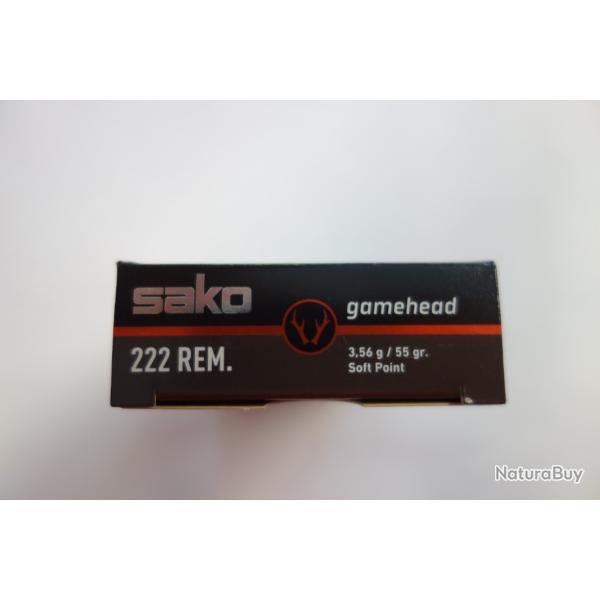 sako
gamehead
222 REM.
3,56 g / 55 gr.
Soft Point
NaturaBuy